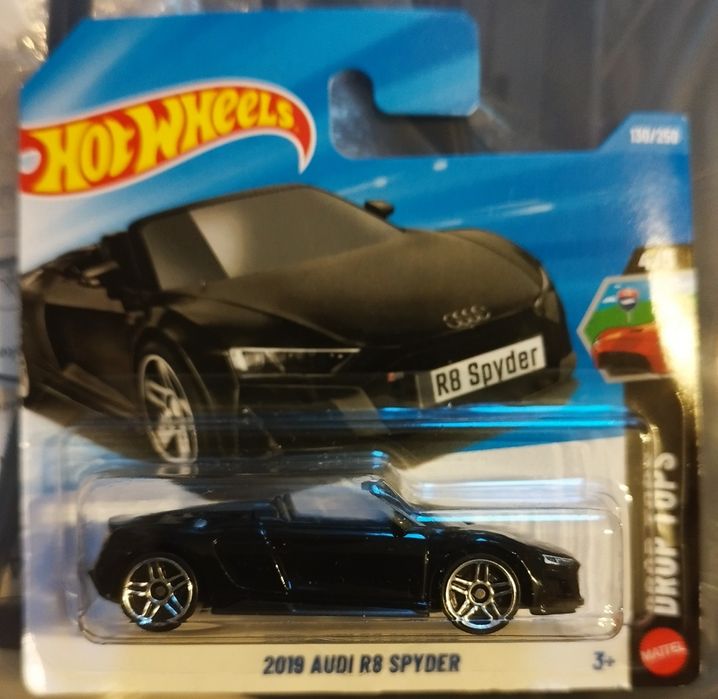 HOT WHEELS
130/250
R8 Spyder
DROP TOPS
MATTEL
2019 AUDI R8 SPYDER
3+